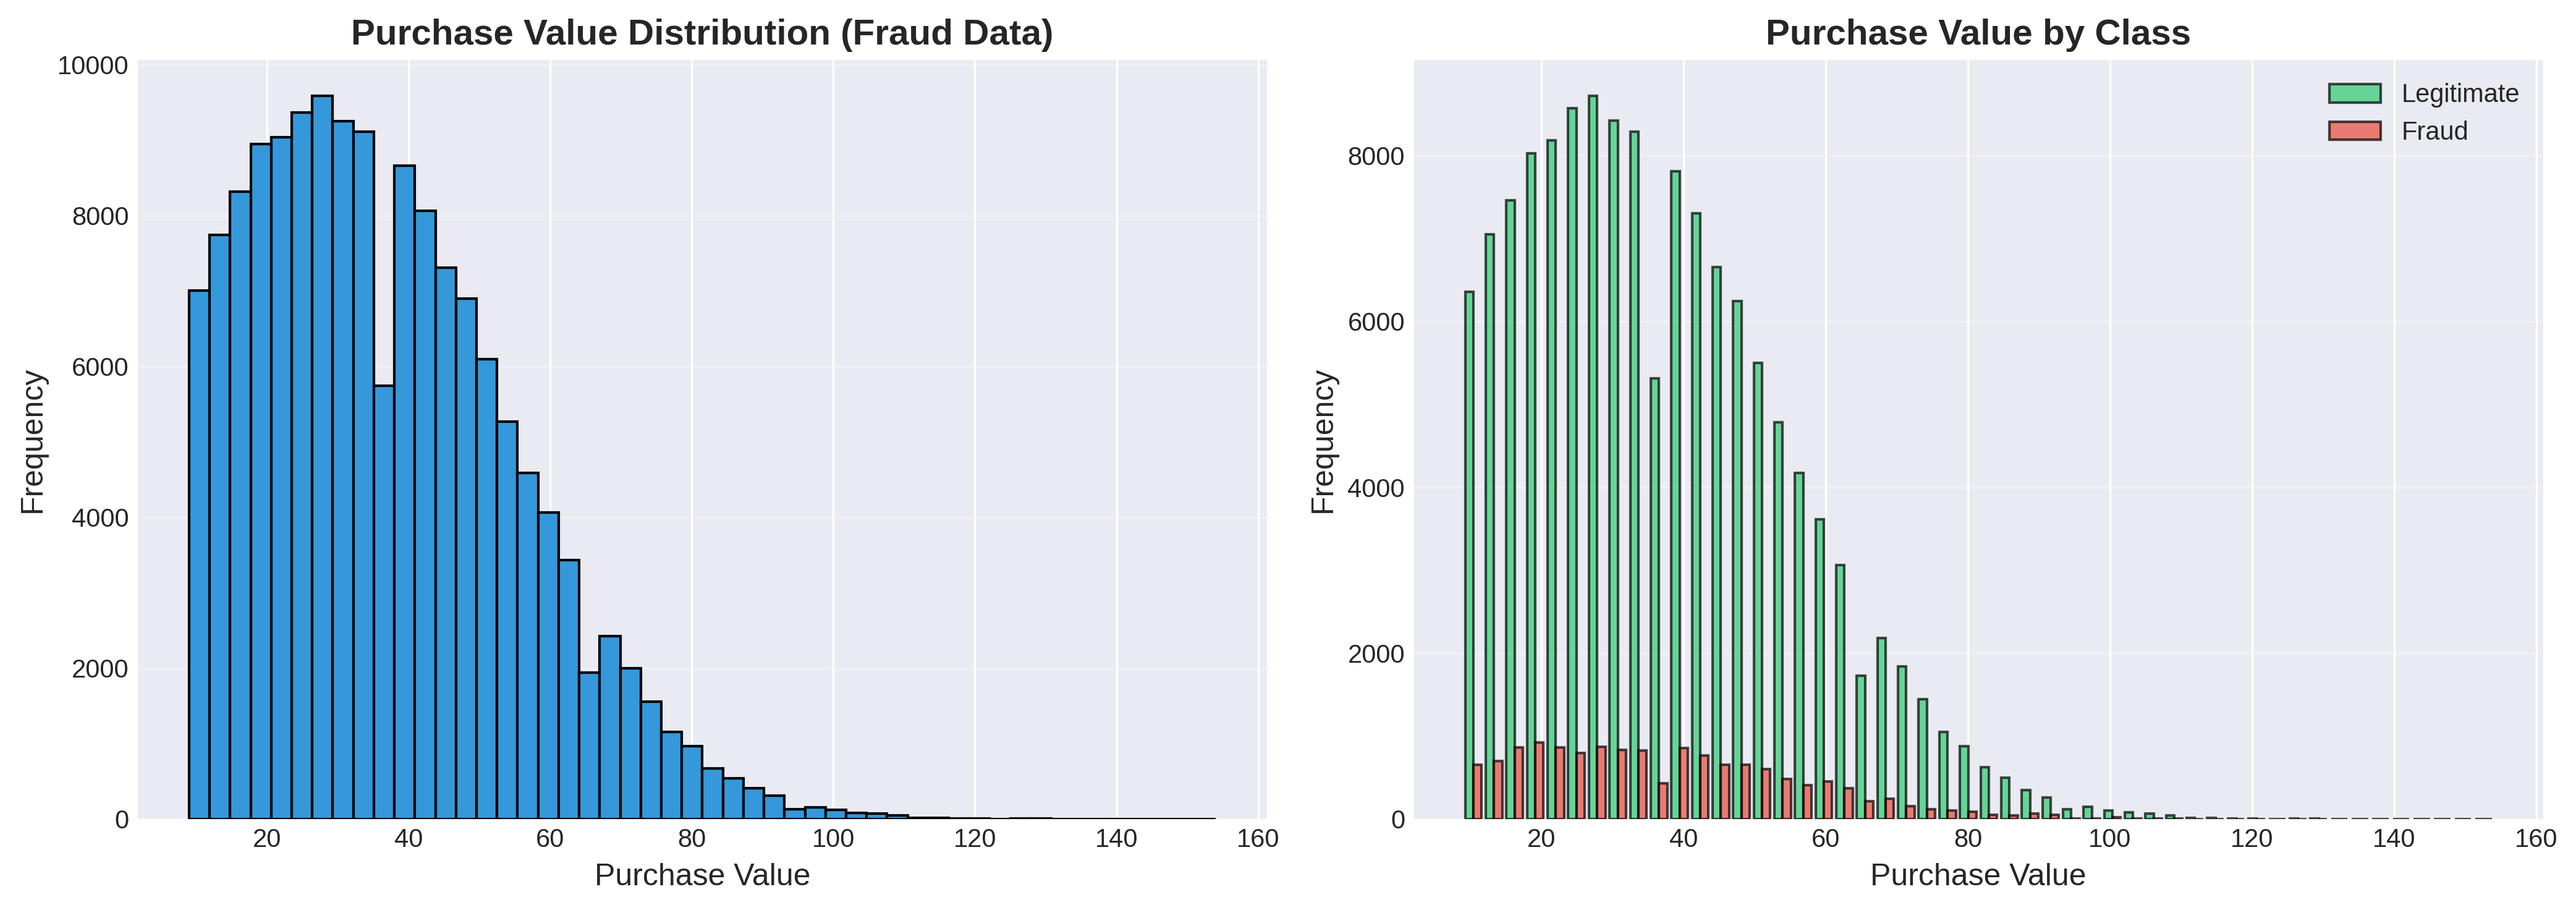 Purchase Value Distribution (Fraud Data)
10000
8000
6000
4000
2000
0
Frequency
20 40 60 80 100 120 140 160
Purchase Value
Purchase Value by Class
Legitimate
Fraud
8000
6000
4000
2000
0
Frequency
20 40 60 80 100 120 140 160
Purchase Value